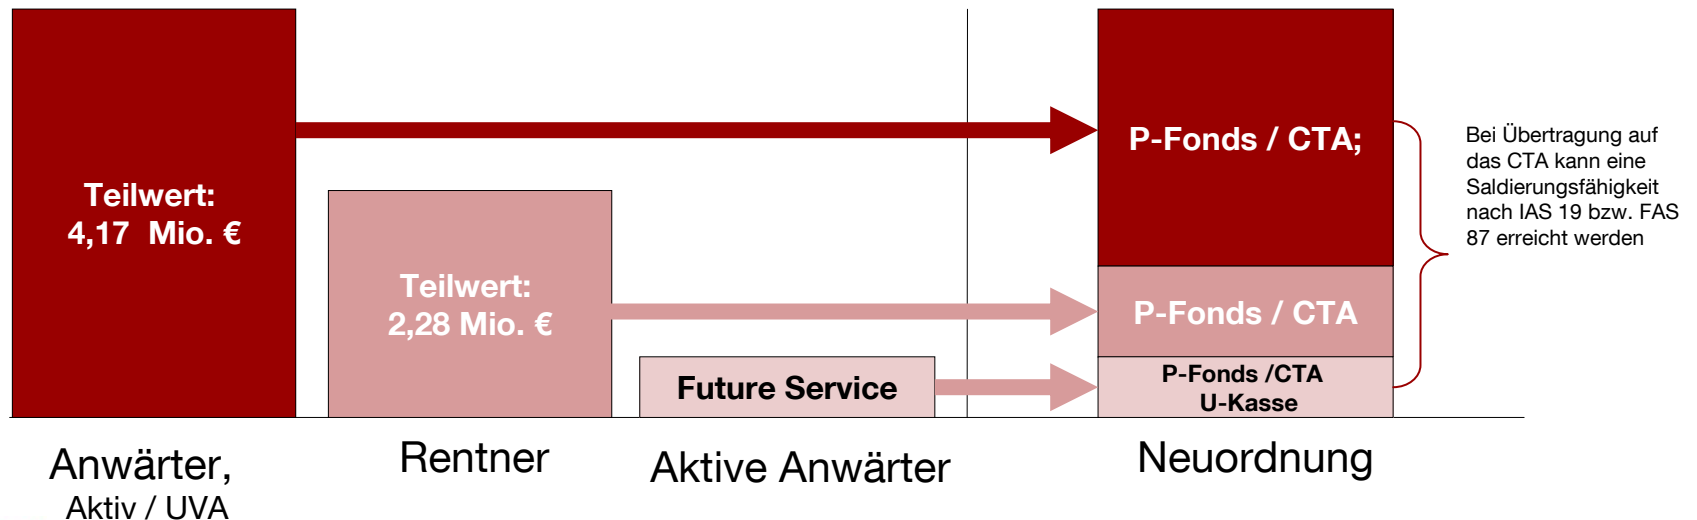 Teilwert:
4,17 Mio. €
Teilwert:
2,28 Mio. €
Future Service
P-Fonds / CTA;
P-Fonds / CTA
P-Fonds /CTA
U-Kasse
Bei Übertragung auf
das CTA kann eine
Saldierungsfähigkeit
nach IAS 19 bzw. FAS
87 erreicht werden
Anwärter,
Aktiv / UVA
Rentner
Aktive Anwärter
Neuordnung